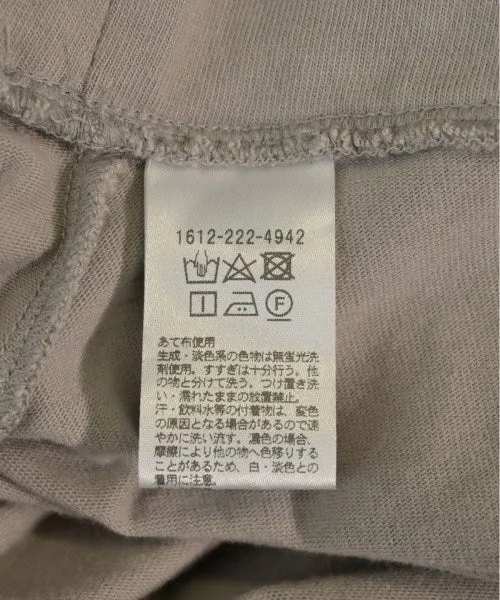 1612-222-4942
F
あて布使用
生成・淡色系の色物は無蛍光洗
剤使用。すすぎは十分行う。他
の物と分けて洗う。つけ置き洗
い・濡れたままの放置禁止。
汗・飲料水等の付着物は、変色
の原因となる場合があるので速
やかに洗い流す。濃色の場合、
摩擦により他の物へ色移りする
ことがあるため、白・淡色との
着用に注意。